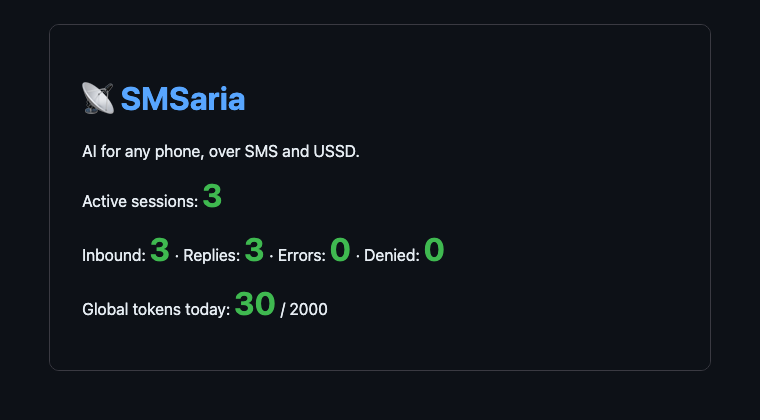 SMSaria
AI for any phone, over SMS and USSD.
Active sessions: 3
Inbound: 3 · Replies: 3 · Errors: 0 · Denied: 0
Global tokens today: 30 / 2000